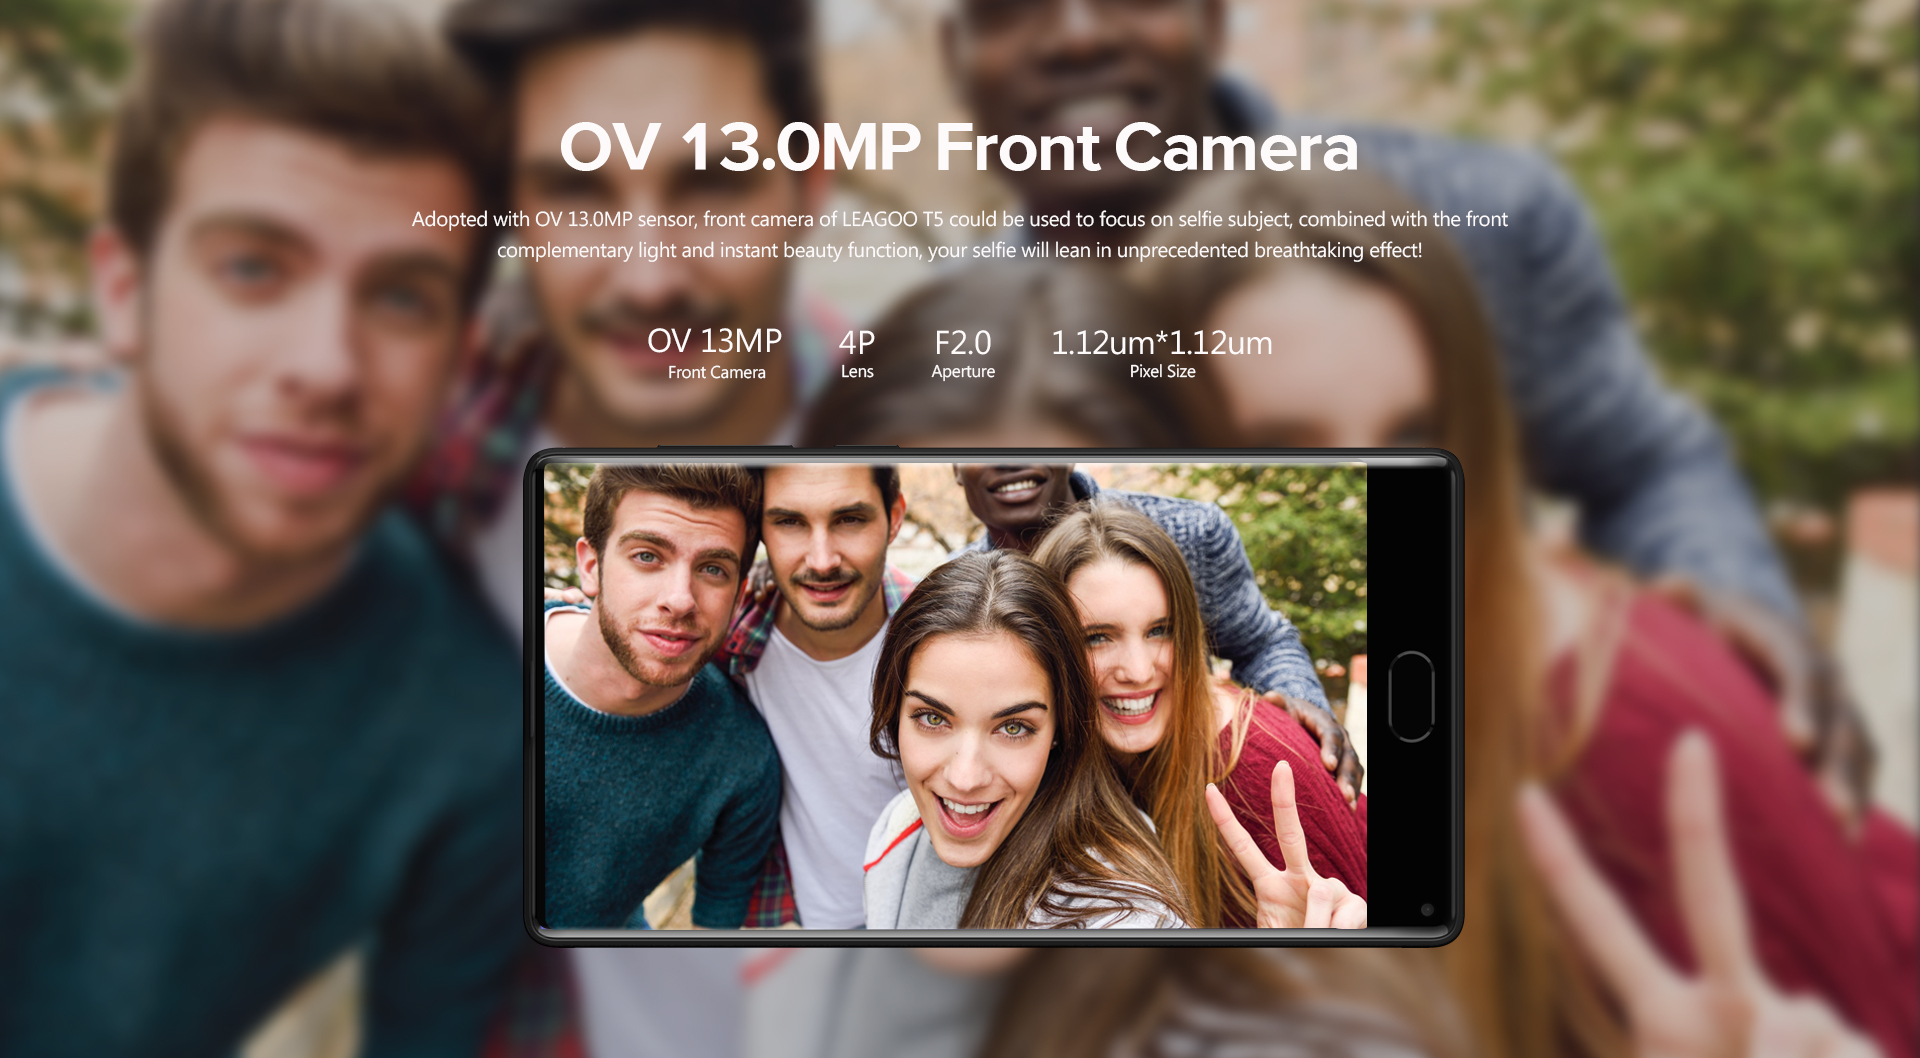 OV 13.0MP Front Camera
Adopted with OV 13.0MP sensor, front camera of LEAGOO T5 could be used to focus on selfie subject, combined with the front
complementary light and instant beauty function, your selfie will lean in unprecedented breathtaking effect!
OV 13MP 4P F2.0 1.12um*1.12um
Front Camera Lens Aperture Pixel Size